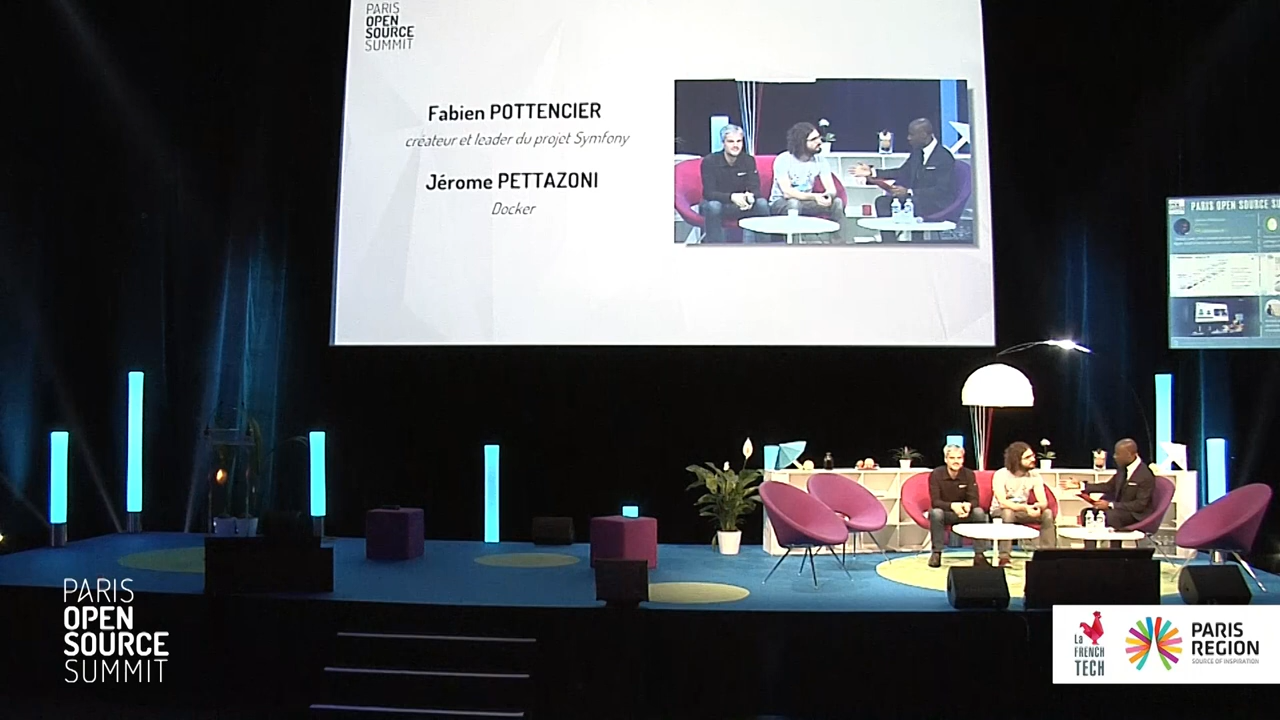 PARIS
OPEN
SOURCE
SUMMIT
Fabien POTTENCIER
créateur et leader du projet Symfony
Jérome PETTAZONI
Docker
PARIS OPEN SOURCE SU
PARIS
OPEN
SOURCE
SUMMIT
La
FRENCH
TECH
PARIS
REGION
SOURCE OF INSPIRATION